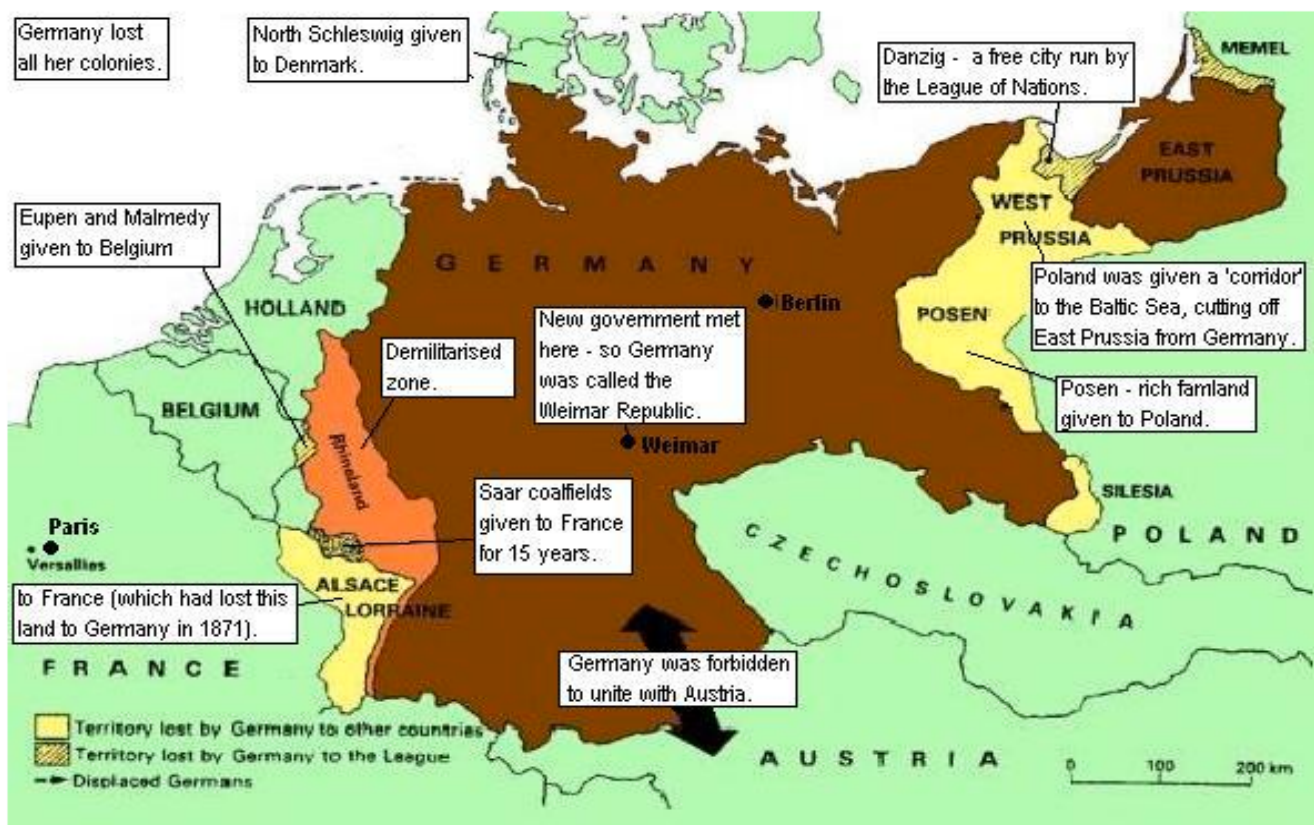 Germany lost
all her colonies.
North Schleswig given
to Denmark.
Danzig - a free city run by
the League of Nations.
MEMEL
EAST
PRUSSIA
WEST
PRUSSIA
Eupen and Malmedy
given to Belgium
GERMANY
Berlin
HOLLAND
POSEN
Poland was given a 'corridor'
to the Baltic Sea, cutting off
East Prussia from Germany.
New government met
here - so Germany
was called the
Weimar Republic.
Demilitarised
zone.
Posen - rich famland
given to Poland.
BELGIUM
Rhineland
Weimar
Saar coalfields
given to France
for 15 years.
SILESIA
POLAND
Paris
Versallies
CZECHOSLOVAKIA
ALSACE
LORRAINE
to France (which had lost this
land to Germany in 1871).
FRANCE
Germany was forbidden
to unite with Austria.
Territory lost by Germany to other countries
Territory lost by Germany to the League
Displaced Germans
AUSTRIA
0 100 200 km